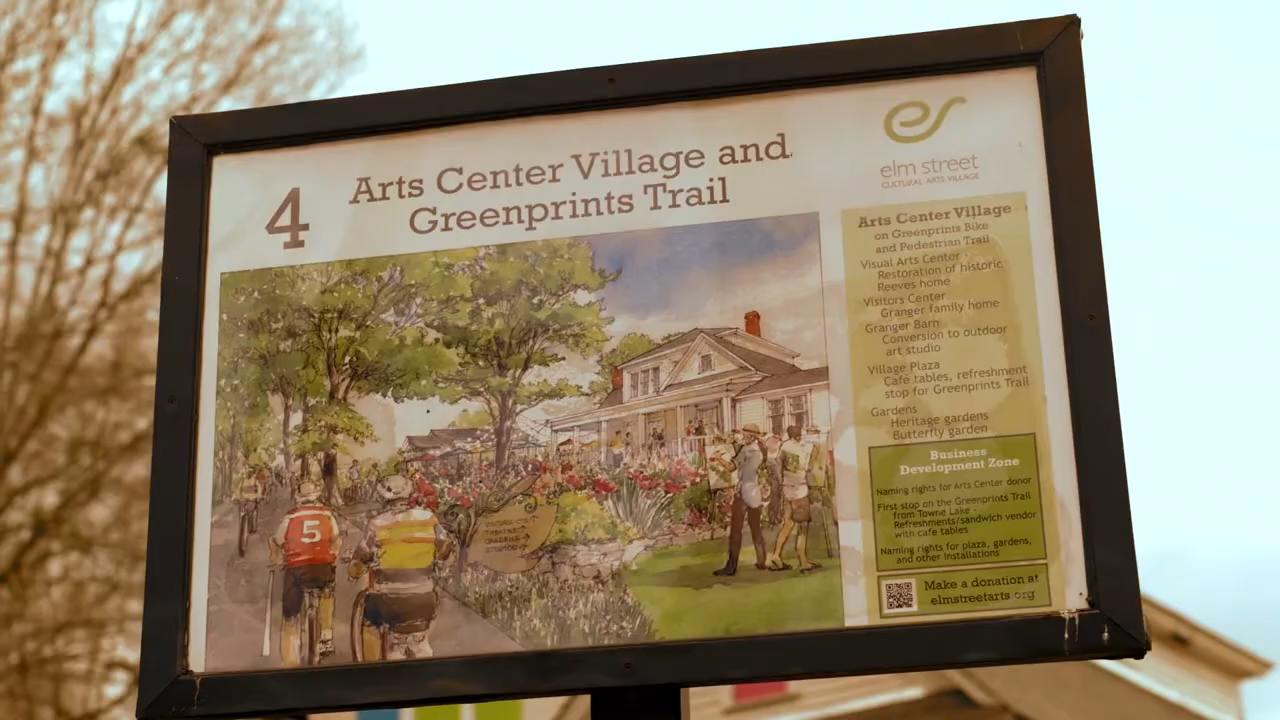 4
Arts Center Village and
Greenprints Trail
elm street
CULTURAL ARTS VILLAGE
Arts Center Village
on Greenprints Bike
and Pedestrian Trail
Visual Arts Center -
Restoration of historic
Reeves home
Visitors Center
Granger family home
Granger Barn
Conversion to outdoor
art studio
Village Plaza
Café tables, refreshment
stop for Greenprints Trail
Gardens
Heritage gardens
Butterfly garden
Business
Development Zone
Naming rights for Arts Center donor
First stop on the Greenprints Trail
from Towne Lake -
Refreshments/sandwich vendor
with cafe tables
Naming rights for plaza, gardens,
and other installations
Make a donation at
elmstreetarts.org
5